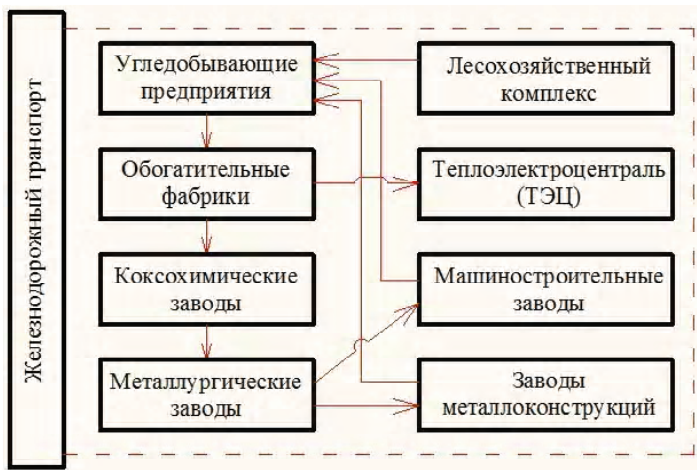 Железнодорожный транспорт
Угледобывающие
предприятия
Лесохозяйственный
комплекс
Обогатительные
фабрики
Теплоэлектроцентраль
(ТЭЦ)
Коксохимические
заводы
Машиностроительные
заводы
Металлургические
заводы
Заводы
металлоконструкций